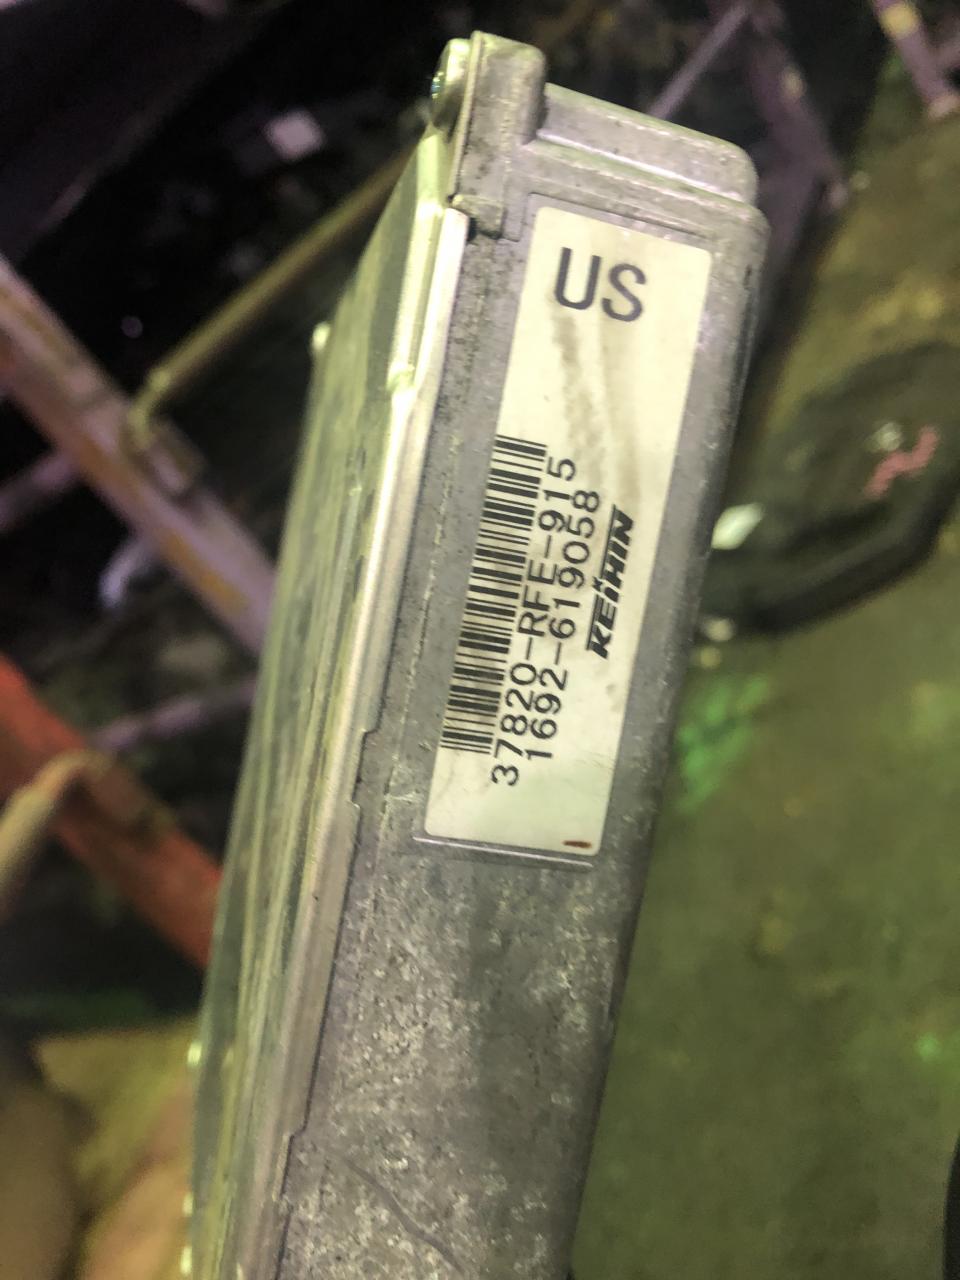 US
37820-RFE-915
1692-619058
KEIHIN